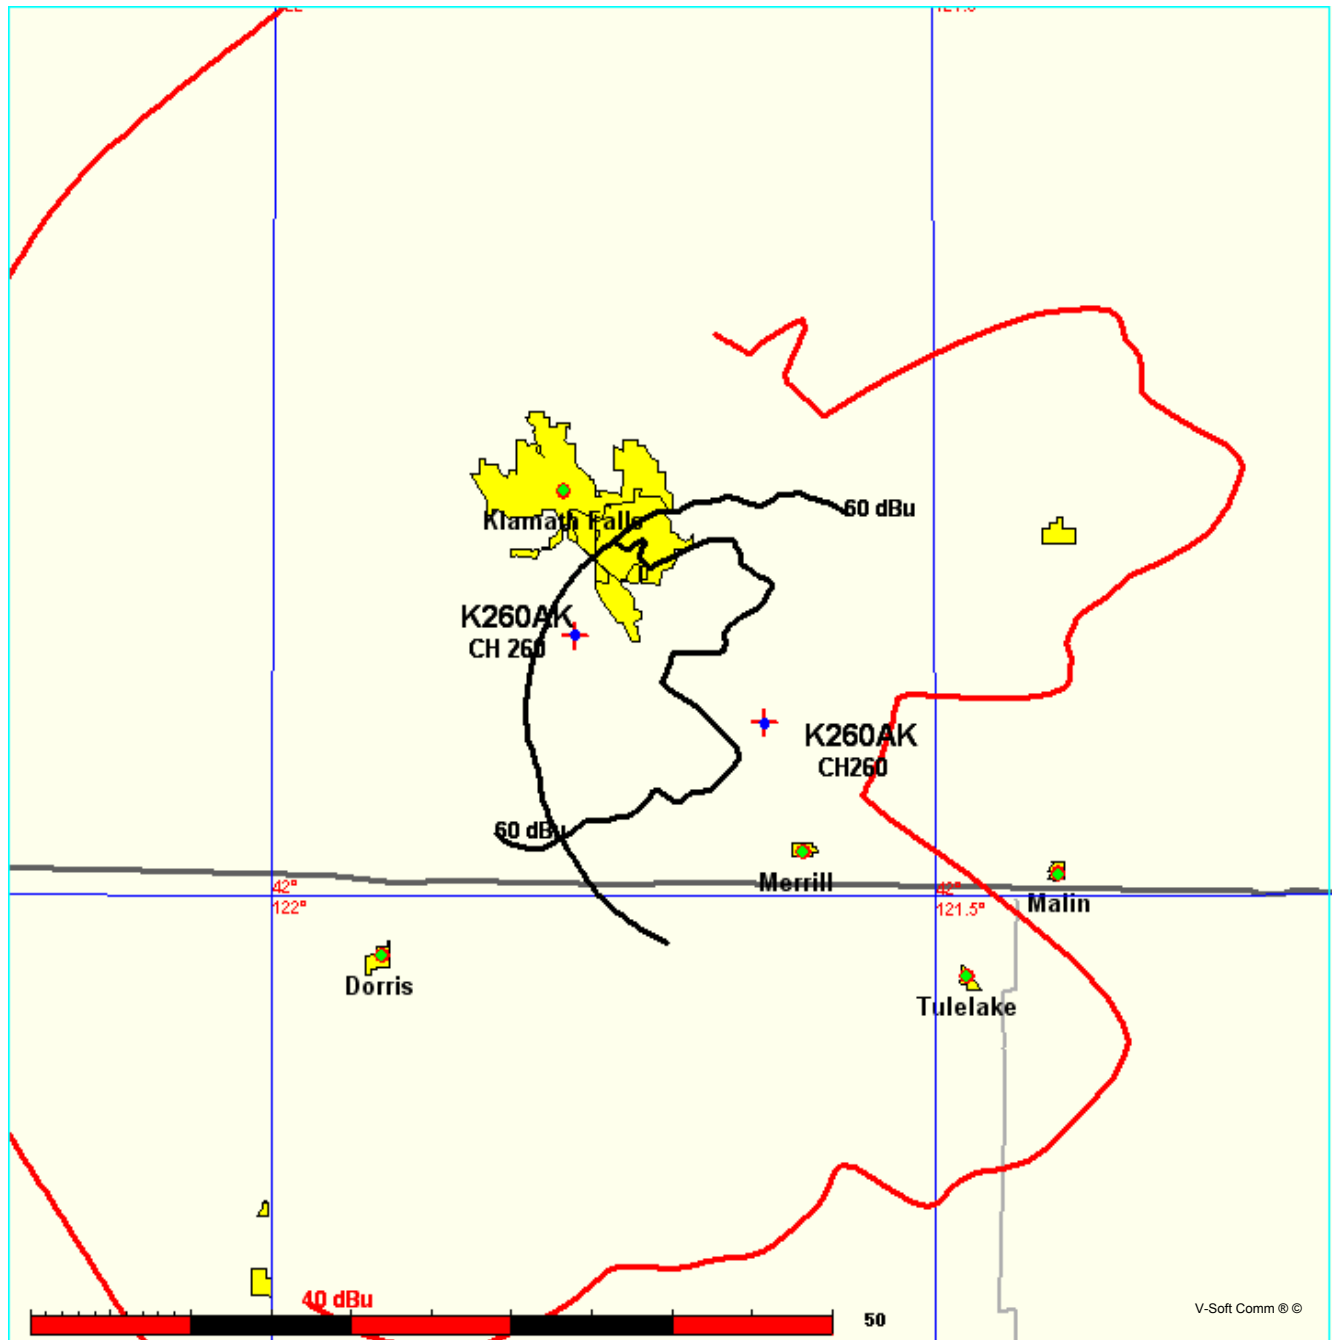 Klamath Falls
60 dBu
K260AK
CH 260
K260AK
CH260
60 dBu
Merrill
42°
122°
42°
121.5°
Malin
Dorris
Tulelake
40 dBu
50
V-Soft Comm ® ©